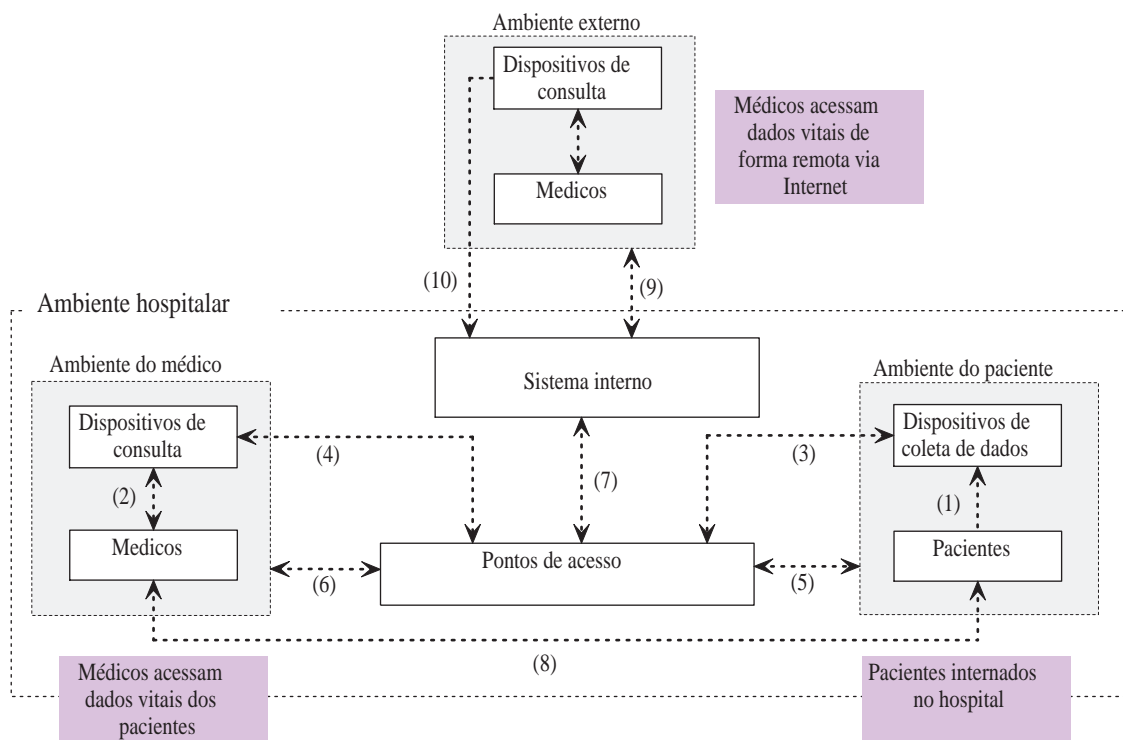 Ambiente externo
Dispositivos de
consulta
Medicos
Médicos acessam
dados vitais de
forma remota via
Internet
(10)
(9)
Ambiente hospitalar
Sistema interno
Ambiente do médico
Dispositivos de
consulta
(2)
Medicos
(4)
(7)
(3)
Ambiente do paciente
Dispositivos de
coleta de dados
(1)
Pacientes
Pontos de acesso
(6)
(5)
(8)
Médicos acessam
dados vitais dos
pacientes
Pacientes internados
no hospital